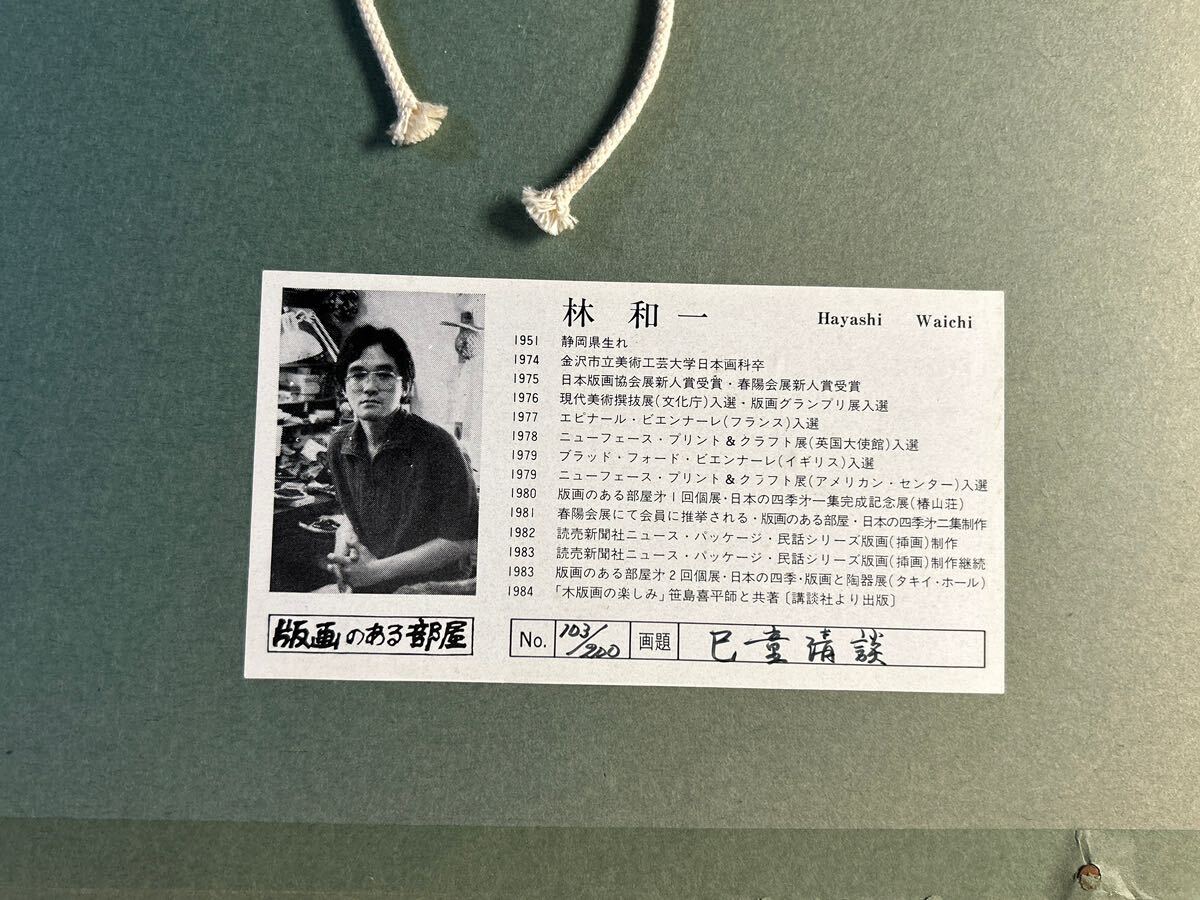 林 和 一 Hayashi Waichi
1951 静岡県生れ
1974 金沢市立美術工芸大学日本画科卒
1975 日本版画協会展新人賞受賞・春陽会展新人賞受賞
1976 現代美術撰抜展(文化庁)入選・版画グランプリ展入選
1977 エピナール・ビエンナーレ(フランス)入選
1978 ニューフェース・プリント&クラフト展(英国大使館)入選
1979 ブラッド・フォード・ビエンナーレ(イギリス)入選
1979 ニューフェース・プリント&クラフト展(アメリカン・センター)入選
1980 版画のある部屋才1回個展・日本の四季才一集完成記念展(椿山荘)
1981 春陽会展にて会員に推挙される・版画のある部屋・日本の四季才二集制作
1982 読売新聞社ニュース・パッケージ・民話シリーズ版画(挿画)制作
1983 読売新聞社ニュース・パッケージ・民話シリーズ版画(挿画)制作継続
1983 版画のある部屋才2回個展・日本の四季・版画と陶器展(タキイ・ホール)
1984 「木版画の楽しみ」笹島喜平師と共著〔講談社より出版〕
版画のある部屋
No. 103/200 画題 巳童清談